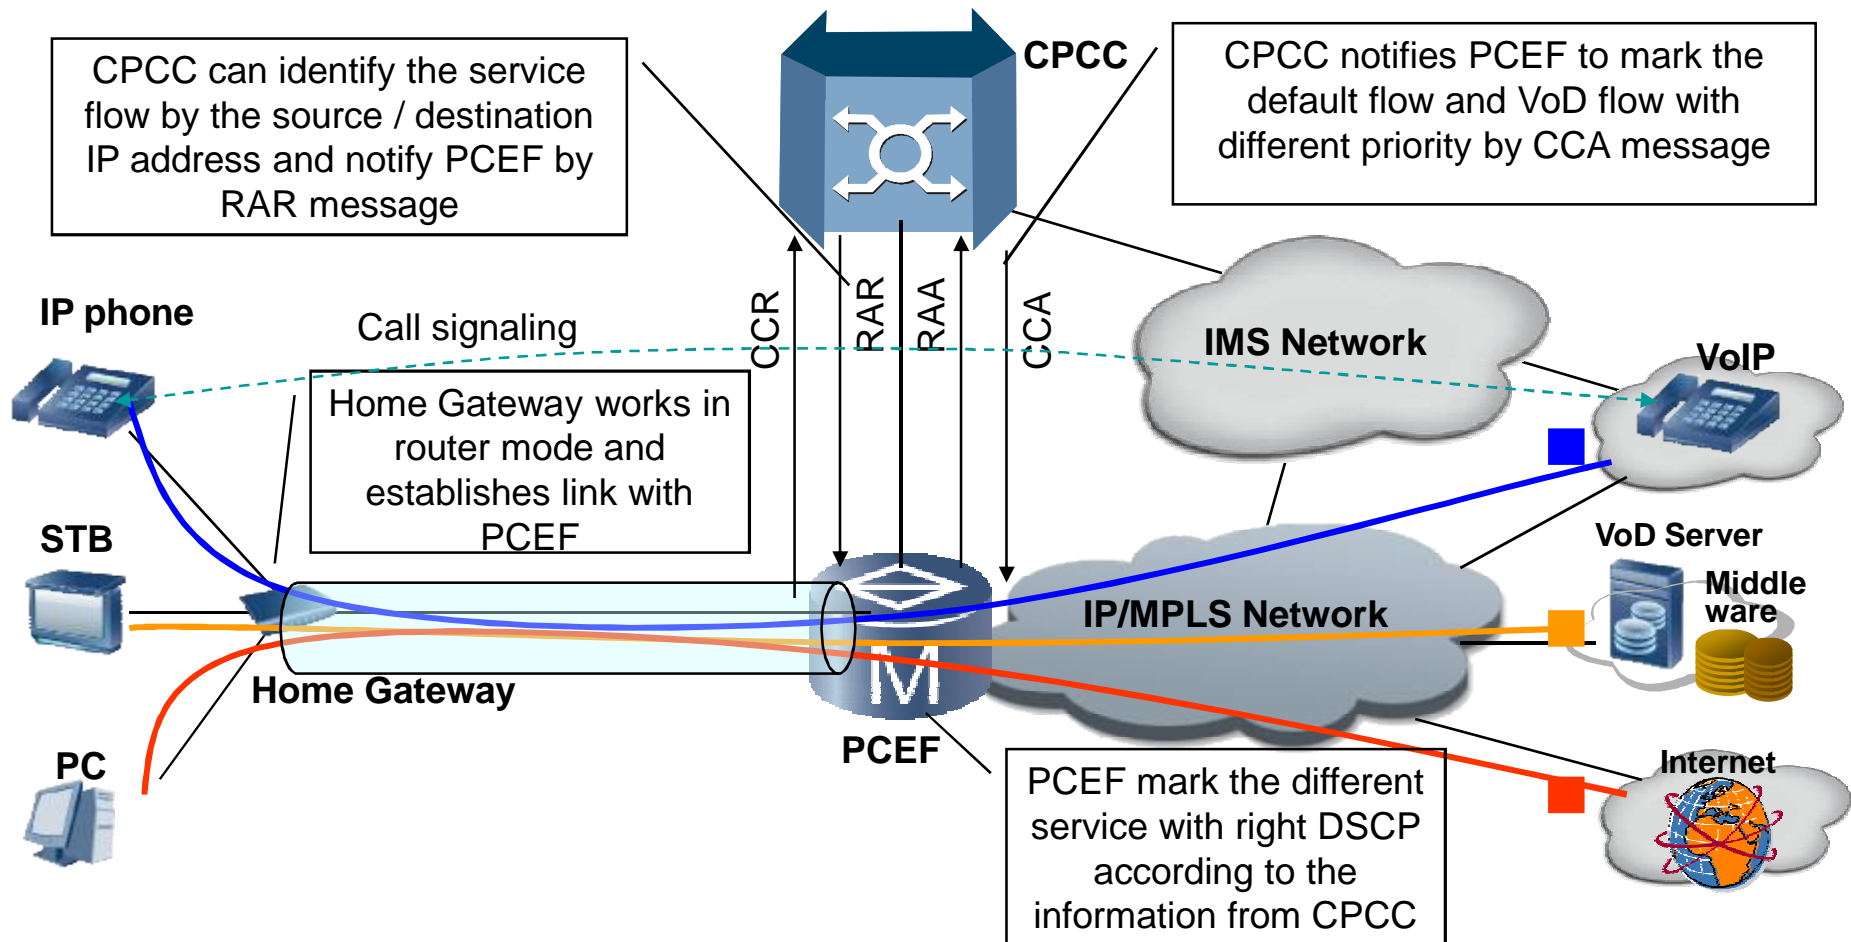 CPCC can identify the service
flow by the source / destination
IP address and notify PCEF by
RAR message
CPCC
CPCC notifies PCEF to mark the
default flow and VoD flow with
different priority by CCA message
IP phone
Call signaling
CCR
RAR
RAA
CCA
IMS Network
VoIP
Home Gateway works in
router mode and
establishes link with
PCEF
STB
VoD Server
Middle
ware
IP/MPLS Network
Home Gateway
M
PCEF
PC
Internet
PCEF mark the different
service with right DSCP
according to the
information from CPCC